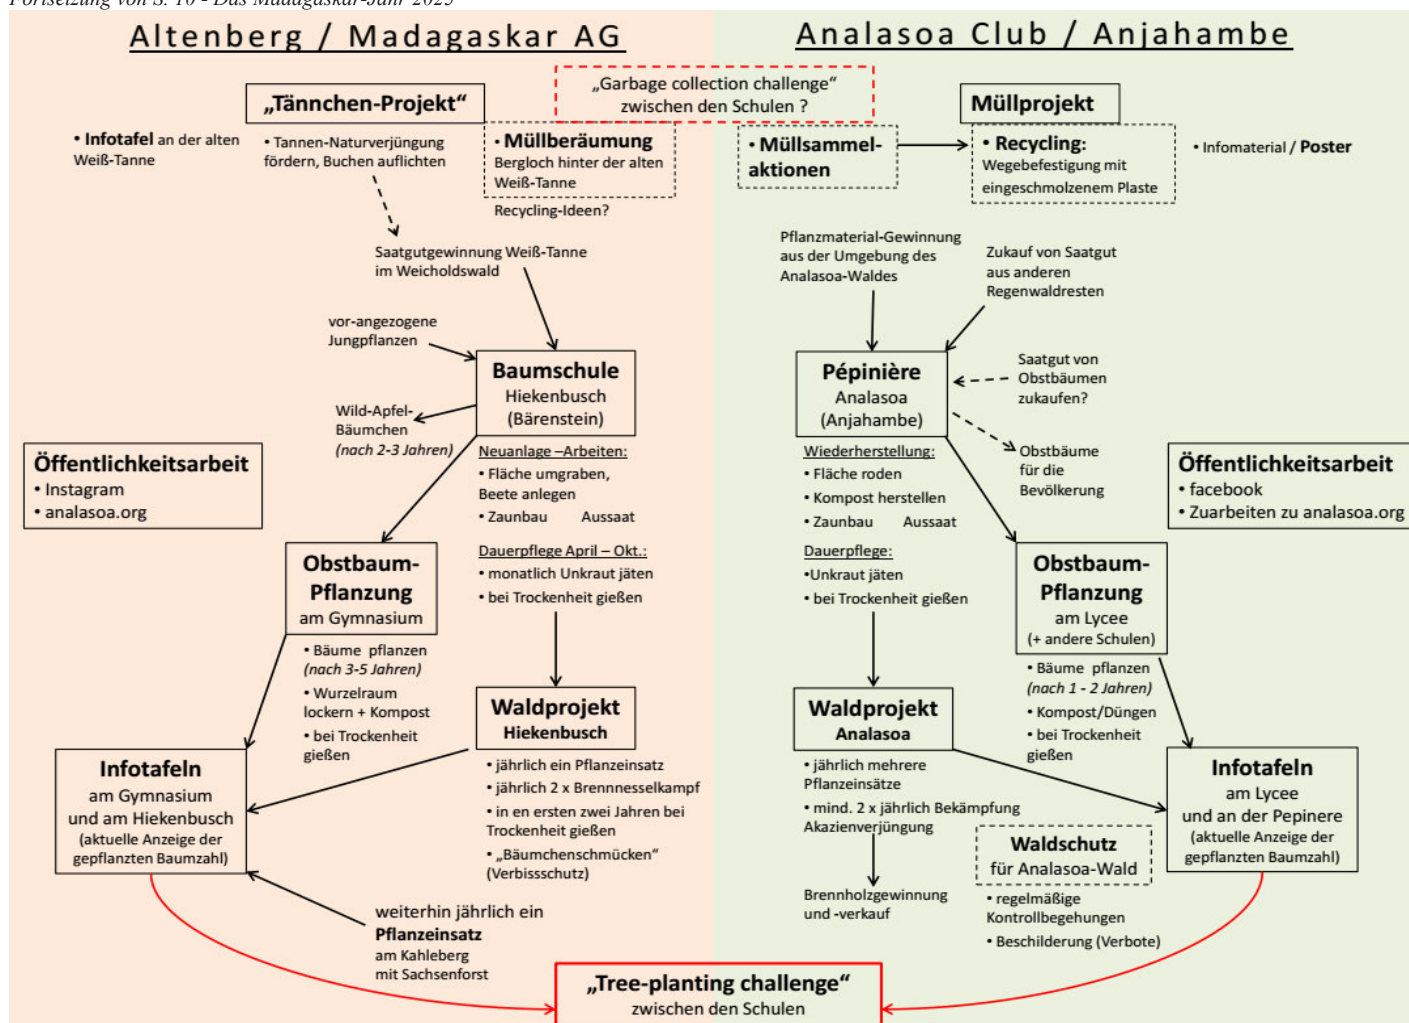 Fortsetzung von S. 10 - Das Madagaskar-Jahr 2025
Altenberg / Madagaskar AG
„Tännchen-Projekt“
• Infotafel an der alten
Weiß-Tanne
• Tannen-Naturverjüngung
fördern, Buchen auflichten
• Müllberäumung
Bergloch hinter der alten
Weiß-Tanne
Recycling-Ideen?
Saatgutgewinnung Weiß-Tanne
im Weicholdswald
vor-angezogene
Jungpflanzen
Baumschule
Hiekenbusch
(Bärenstein)
Wild-Apfel-
Bäumchen
(nach 2-3 Jahren)
Öffentlichkeitsarbeit
• Instagram
• analasoa.org
Neuanlage –Arbeiten:
• Fläche umgraben,
Beete anlegen
• Zaunbau Aussaat
Dauerpflege April – Okt.:
• monatlich Unkraut jäten
• bei Trockenheit gießen
Obstbaum-
Pflanzung
am Gymnasium
• Bäume pflanzen
(nach 3-5 Jahren)
• Wurzelraum
lockern + Kompost
• bei Trockenheit
gießen
Waldprojekt
Hiekenbusch
• jährlich ein Pflanzeinsatz
• jährlich 2 x Brennnesselkampf
• in en ersten zwei Jahren bei
Trockenheit gießen
• „Bäumchenschmücken“
(Verbissschutz)
Infotafeln
am Gymnasium
und am Hiekenbusch
(aktuelle Anzeige der
gepflanzten Baumzahl)
weiterhin jährlich ein
Pflanzeinsatz
am Kahleberg
mit Sachsenforst
„Garbage collection challenge“
zwischen den Schulen ?
Analasoa Club / Anjahambe
Müllprojekt
• Müllsammel-
aktionen
• Recycling:
Wegebefestigung mit
eingeschmolzenem Plaste
• Infomaterial / Poster
Pflanzmaterial-Gewinnung
aus der Umgebung des
Analasoa-Waldes
Zukauf von Saatgut
aus anderen
Regenwaldresten
Pépinière
Analasoa
(Anjahambe)
Saatgut von
Obstbäumen
zukaufen?
Obstbäume
für die
Bevölkerung
Öffentlichkeitsarbeit
• facebook
• Zuarbeiten zu analasoa.org
Wiederherstellung:
• Fläche roden
• Kompost herstellen
• Zaunbau Aussaat
Dauerpflege:
•Unkraut jäten
• bei Trockenheit gießen
Obstbaum-
Pflanzung
am Lycee
(+ andere Schulen)
• Bäume pflanzen
(nach 1 - 2 Jahren)
• Kompost/Düngen
• bei Trockenheit
gießen
Waldprojekt
Analasoa
• jährlich mehrere
Pflanzeinsätze
• mind. 2 x jährlich Bekämpfung
Akazienverjüngung
Brennholzgewinnung
und -verkauf
Waldschutz
für Analasoa-Wald
• regelmäßige
Kontrollbegehungen
• Beschilderung (Verbote)
Infotafeln
am Lycee
und an der Pepinere
(aktuelle Anzeige der
gepflanzten Baumzahl)
„Tree-planting challenge“
zwischen den Schulen